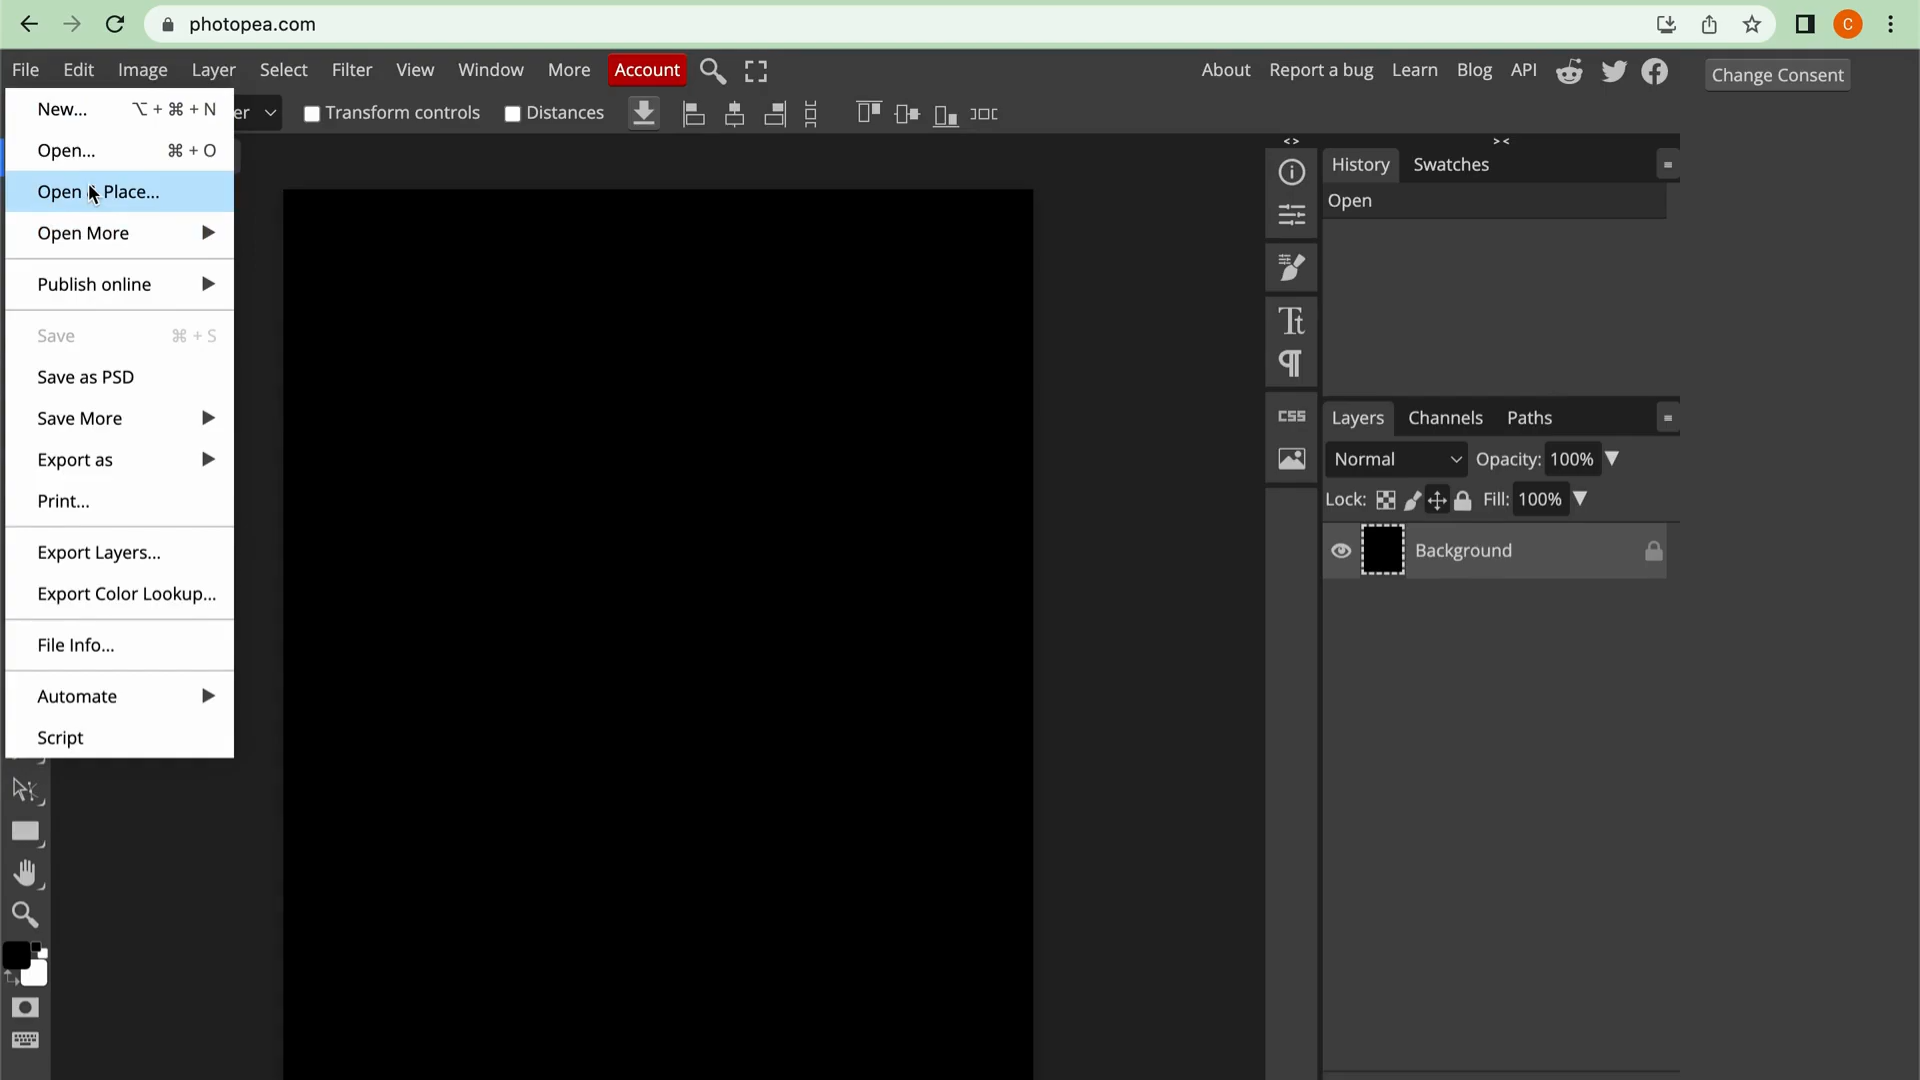 photopea.com
File Edit Image Layer Select Filter View Window More Account
About Report a bug Learn Blog API
Change Consent
er Transform controls Distances
New... ⌥ + ⌘ + N
Open... ⌘ + O
Open Place...
Open More
Publish online
Save ⌘ + S
Save as PSD
Save More
Export as
Print...
Export Layers...
Export Color Lookup...
File Info...
Automate
Script
< > > <
History Swatches
Open
Tt
¶
CSS
Layers Channels Paths
Normal Opacity: 100%
Lock: Fill: 100%
Background
C